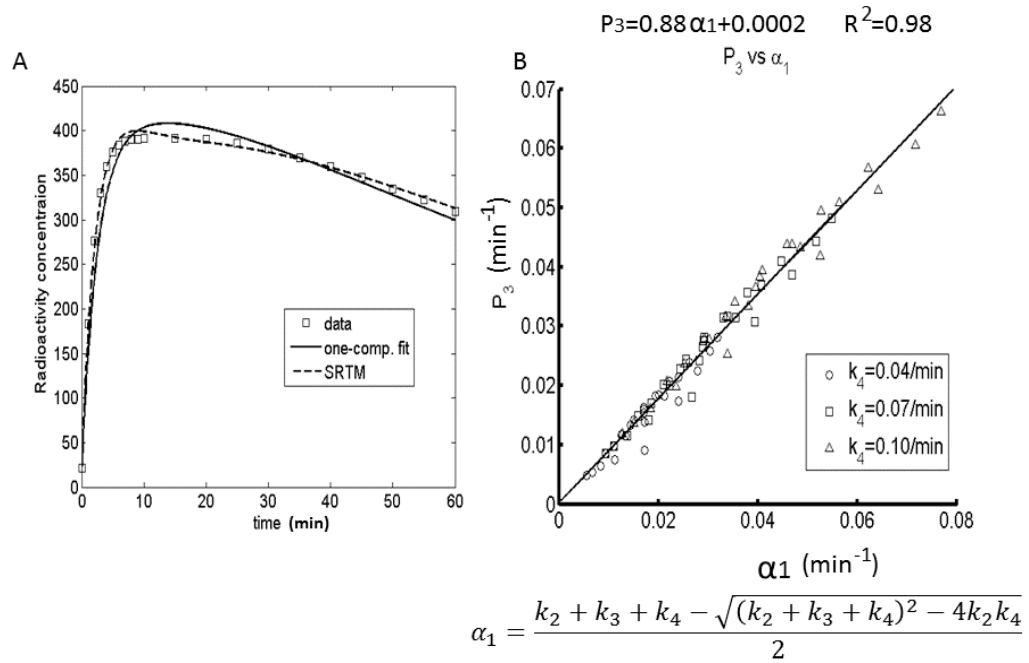 P3=0.88α1+0.0002 R²=0.98
A
B
P₃ vs α₁
450
400
350
300
250
200
150
100
50
0
Radioactivity concentraion
data
one-comp. fit
SRTM
0 10 20 30 40 50 60
time (min)
0.07
0.06
0.05
0.04
0.03
0.02
0.01
0
P₃ (min⁻¹)
k₄=0.04/min
k₄=0.07/min
k₄=0.10/min
0 0.02 0.04 0.06 0.08
α1 (min⁻¹)
α₁ = (k₂ + k₃ + k₄ − √((k₂ + k₃ + k₄)² − 4k₂k₄)) / 2